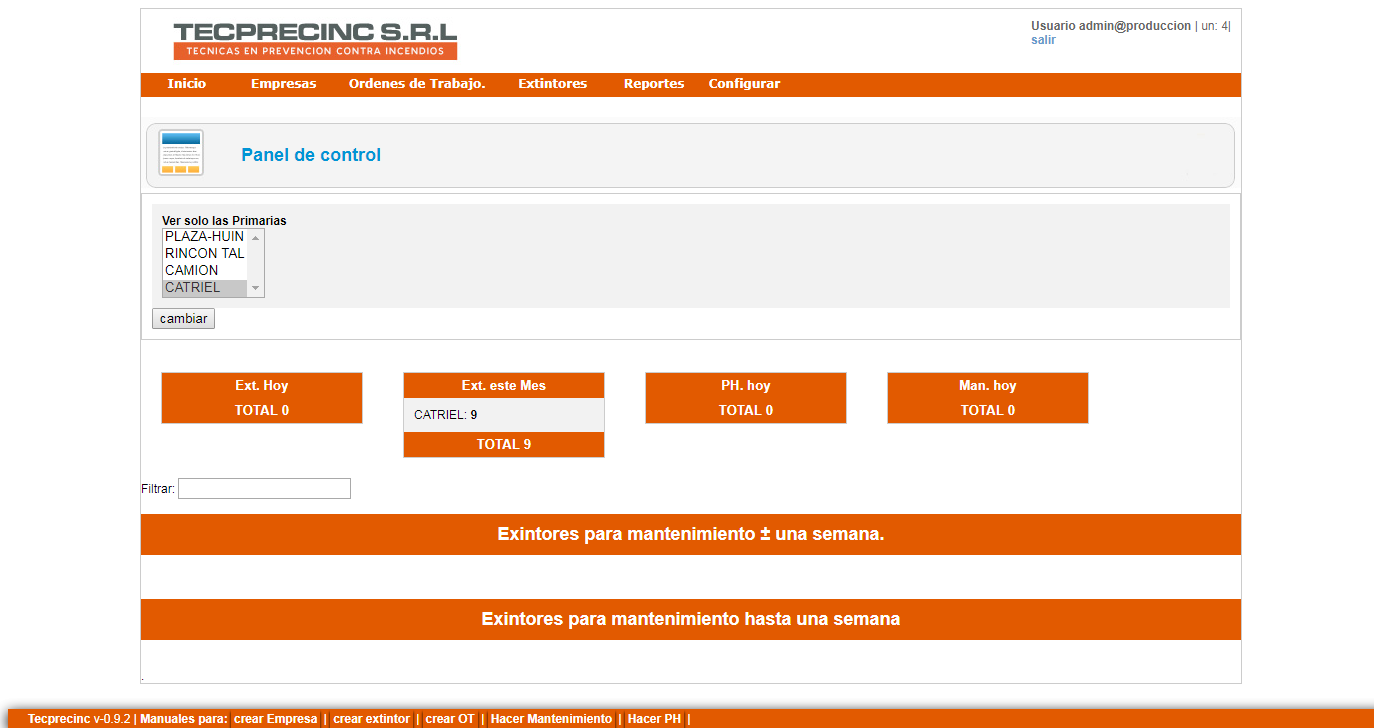 TECPRECINC S.R.L
TECNICAS EN PREVENCION CONTRA INCENDIOS
Usuario admin@produccion | un: 4|
salir
Inicio Empresas Ordenes de Trabajo. Extintores Reportes Configurar
Panel de control
Ver solo las Primarias
PLAZA-HUIN
RINCON TAL
CAMION
CATRIEL
cambiar
Ext. Hoy
TOTAL 0
Ext. este Mes
CATRIEL: 9
TOTAL 9
PH. hoy
TOTAL 0
Man. hoy
TOTAL 0
Filtrar:
Exintores para mantenimiento ± una semana.
Exintores para mantenimiento hasta una semana
.
Tecprecinc v-0.9.2 | Manuales para: crear Empresa | crear extintor | crear OT | Hacer Mantenimiento | Hacer PH |